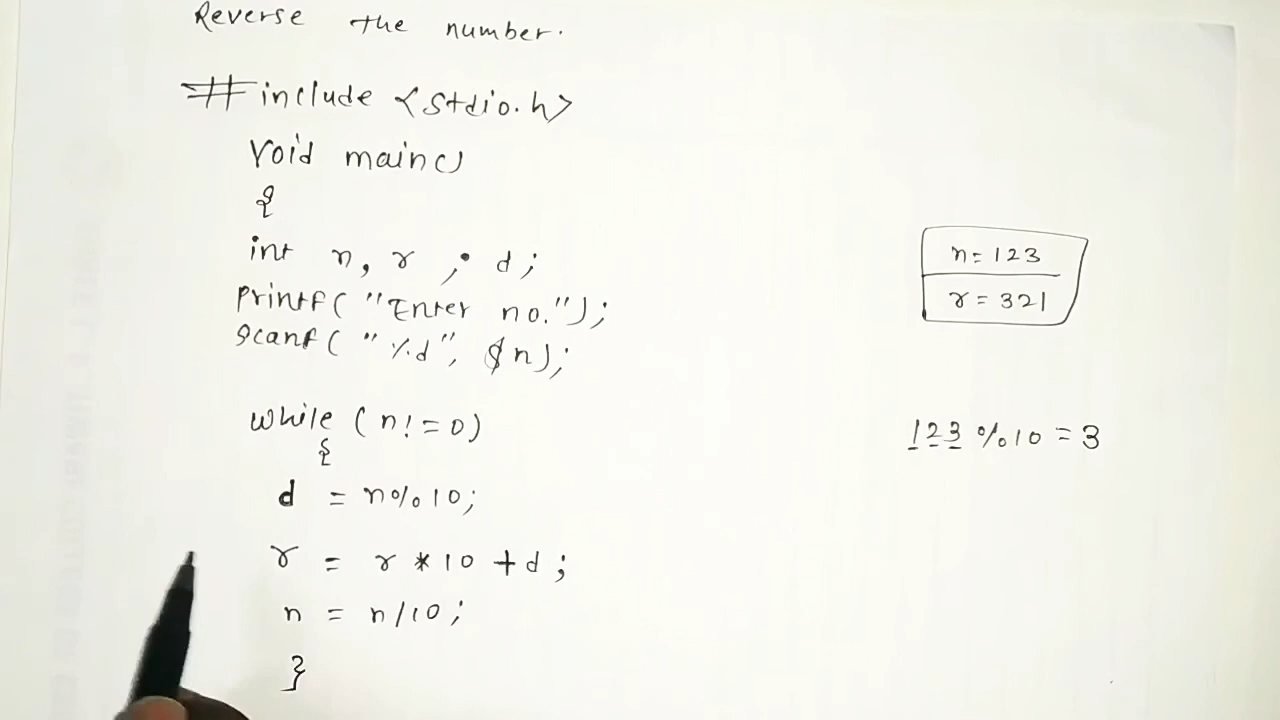 Reverse the number.
#include <stdio.h>
void main()
{
int n, r ; d;
printf("Enter no.");
scanf("%d", &n);
while (n!=0)
{
d = n%10;
r = r * 10 + d;
n = n/10;
}
n=123
r=321
123 %10 = 3